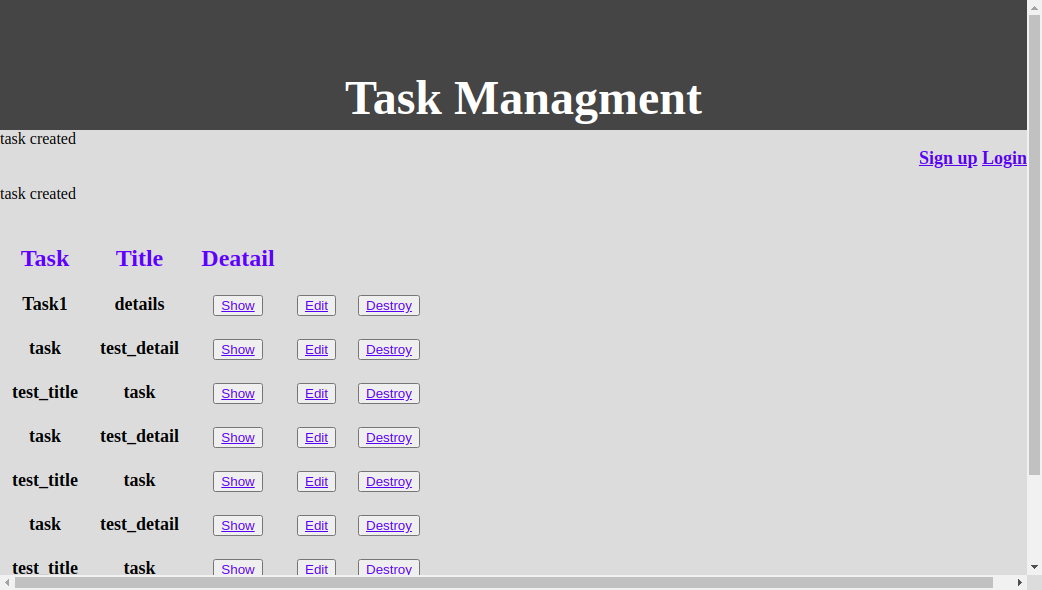 Task Managment
task created
Sign up Login
task created
Task Title Deatail
Task1 details Show Edit Destroy
task test_detail Show Edit Destroy
test_title task Show Edit Destroy
task test_detail Show Edit Destroy
test_title task Show Edit Destroy
task test_detail Show Edit Destroy
test_title task Show Edit Destroy